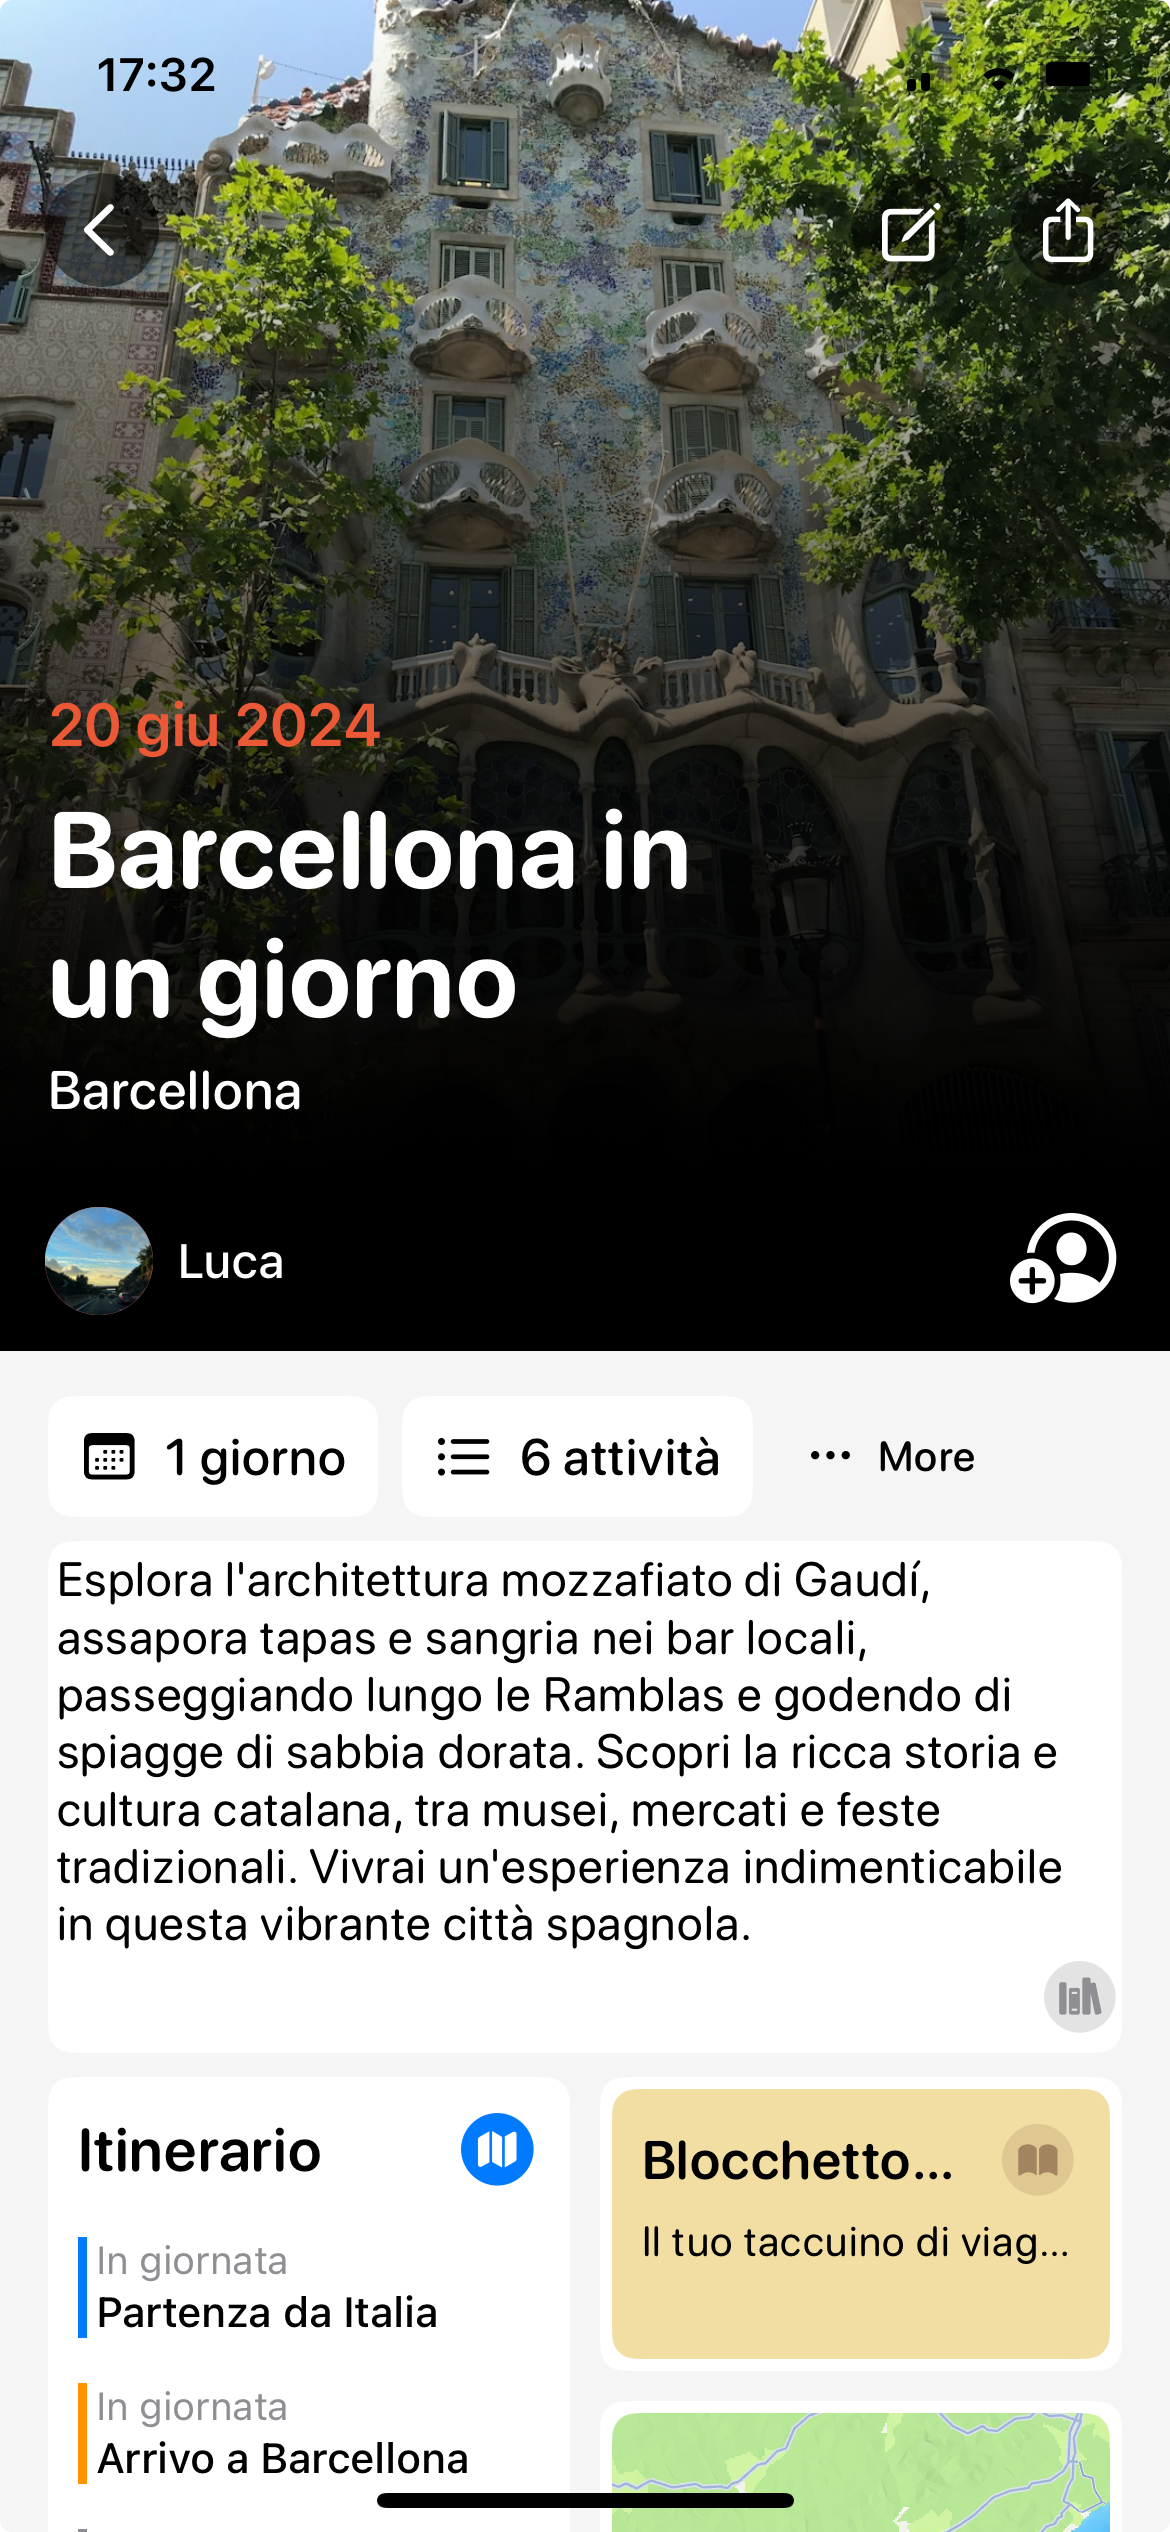 17:32
20 giu 2024
Barcellona in
un giorno
Barcellona
Luca
1 giorno
6 attività
··· More
Esplora l'architettura mozzafiato di Gaudí,
assapora tapas e sangria nei bar locali,
passeggiando lungo le Ramblas e godendo di
spiagge di sabbia dorata. Scopri la ricca storia e
cultura catalana, tra musei, mercati e feste
tradizionali. Vivrai un'esperienza indimenticabile
in questa vibrante città spagnola.
Itinerario
In giornata
Partenza da Italia
In giornata
Arrivo a Barcellona
Blocchetto...
Il tuo taccuino di viag...